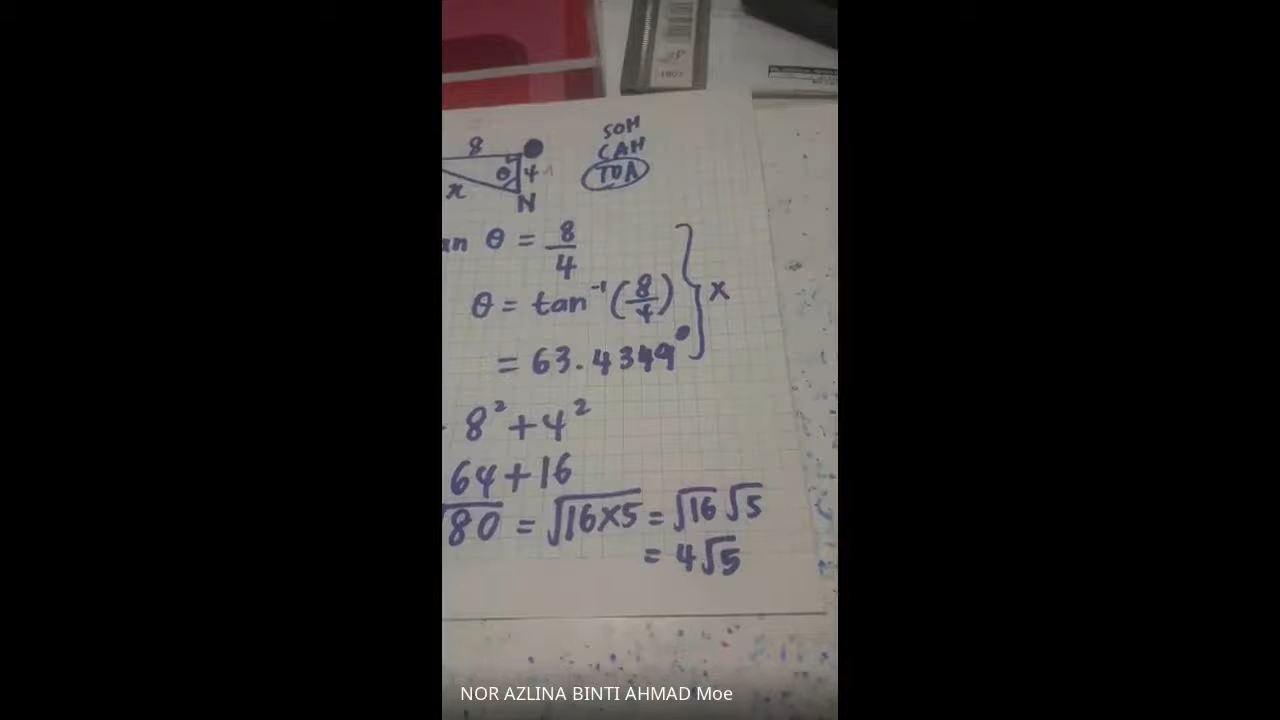 SOH
CAH
TOA
8
θ 4
x
N
an θ = 8/4
θ = tan⁻¹(8/4)
= 63.4349°
} x
8² + 4²
64 + 16
√80 = √16×5 = √16 √5
= 4√5
NOR AZLINA BINTI AHMAD Moe